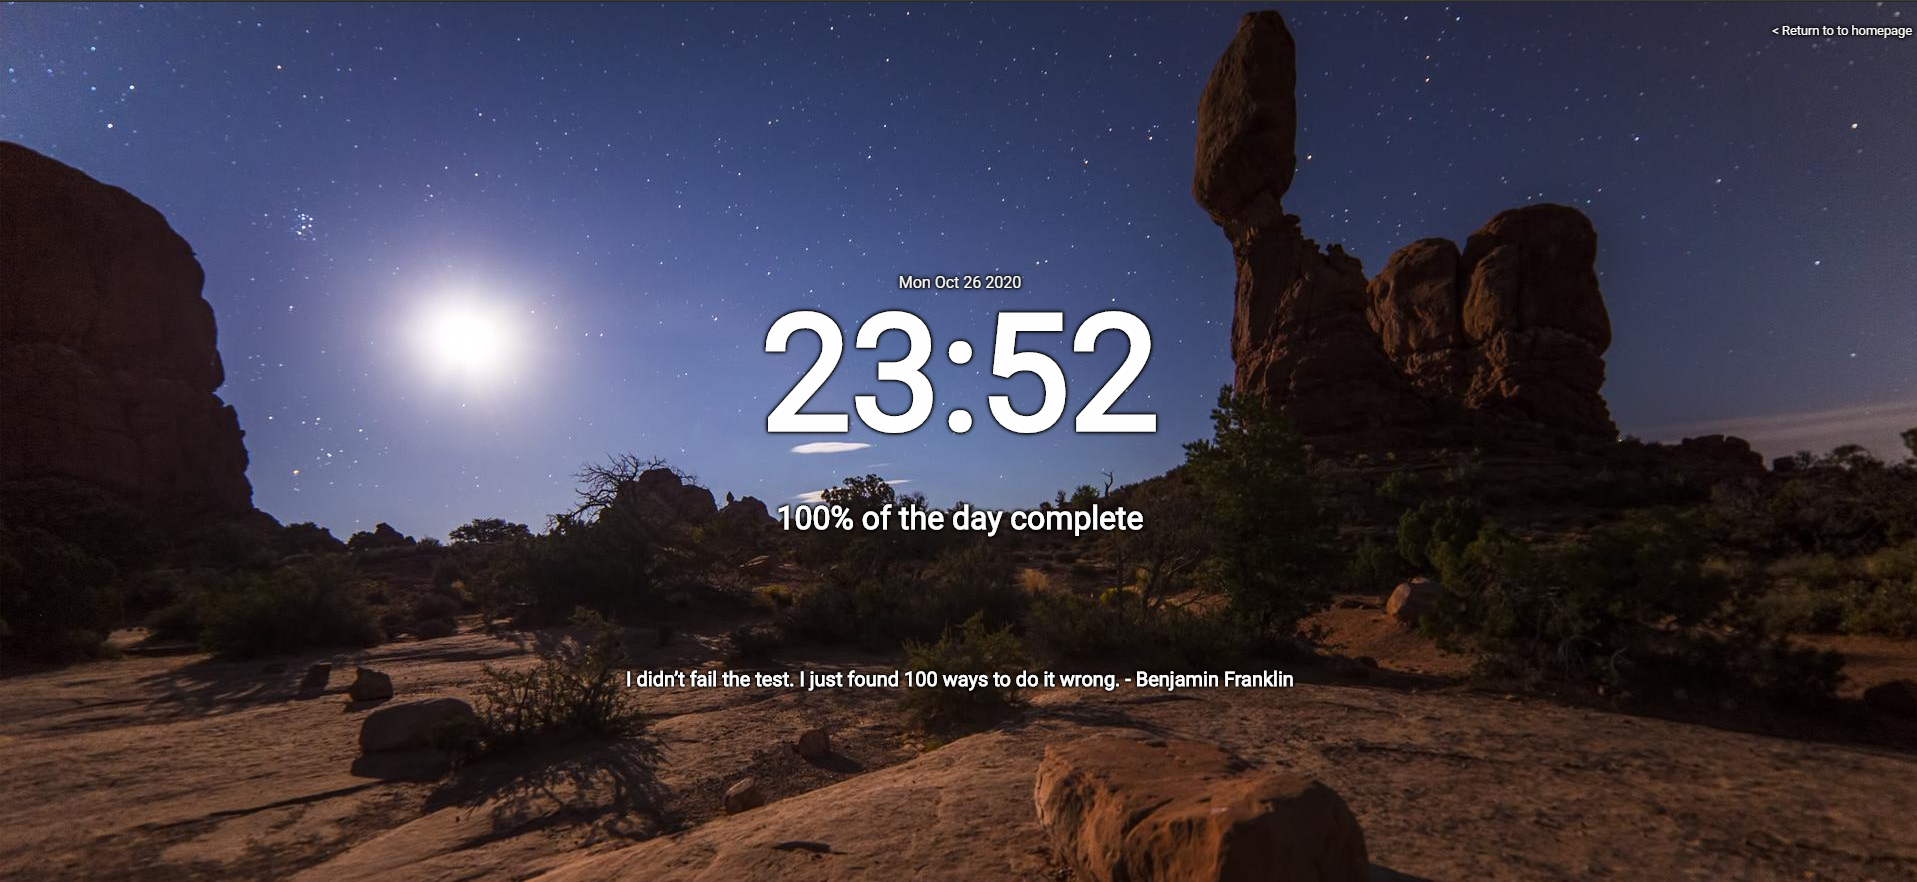 < Return to to homepage
Mon Oct 26 2020
23:52
100% of the day complete
I didn’t fail the test. I just found 100 ways to do it wrong. - Benjamin Franklin